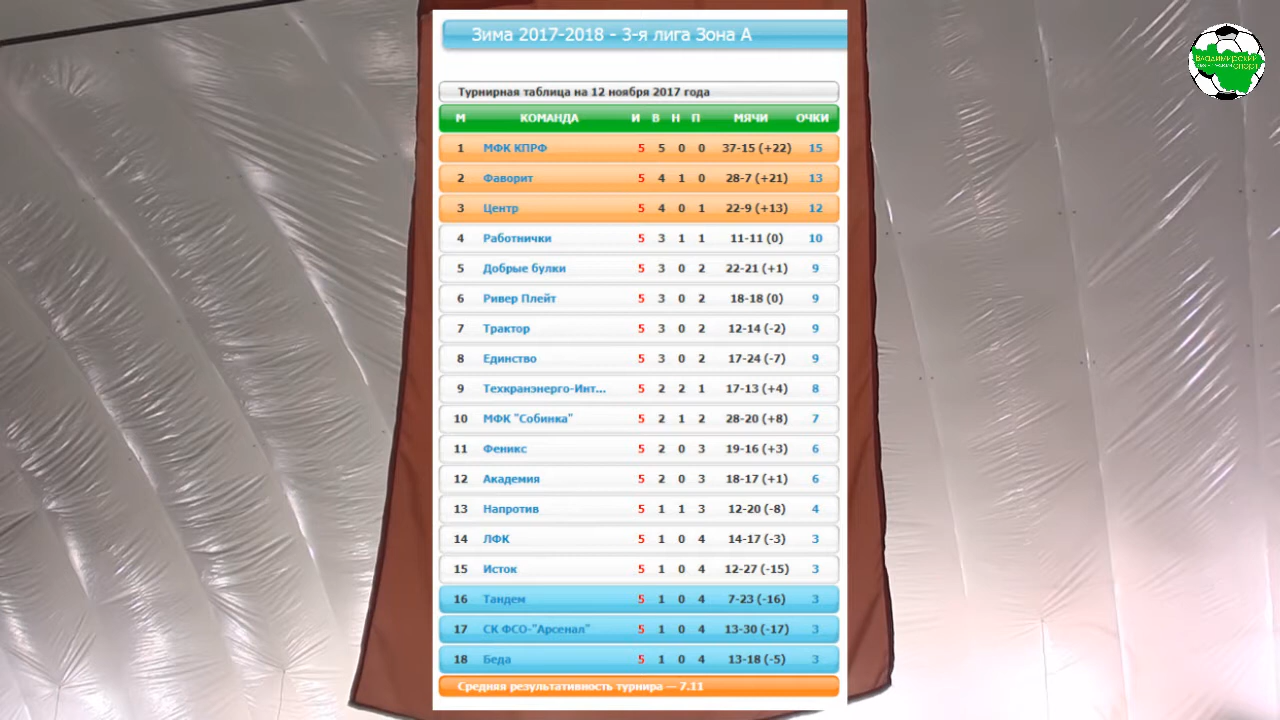 Зима 2017-2018 - 3-я лига Зона А
Владимирский
спорт
Турнирная таблица на 12 ноября 2017 года
М КОМАНДА И В Н П МЯЧИ ОЧКИ
1 МФК КПРФ 5 5 0 0 37-15 (+22) 15
2 Фаворит 5 4 1 0 28-7 (+21) 13
3 Центр 5 4 0 1 22-9 (+13) 12
4 Работнички 5 3 1 1 11-11 (0) 10
5 Добрые булки 5 3 0 2 22-21 (+1) 9
6 Ривер Плейт 5 3 0 2 18-18 (0) 9
7 Трактор 5 3 0 2 12-14 (-2) 9
8 Единство 5 3 0 2 17-24 (-7) 9
9 Техкранэнерго-Инт... 5 2 2 1 17-13 (+4) 8
10 МФК "Собинка" 5 2 1 2 28-20 (+8) 7
11 Феникс 5 2 0 3 19-16 (+3) 6
12 Академия 5 2 0 3 18-17 (+1) 6
13 Напротив 5 1 1 3 12-20 (-8) 4
14 ЛФК 5 1 0 4 14-17 (-3) 3
15 Исток 5 1 0 4 12-27 (-15) 3
16 Тандем 5 1 0 4 7-23 (-16) 3
17 СК ФСО-"Арсенал" 5 1 0 4 13-30 (-17) 3
18 Беда 5 1 0 4 13-18 (-5) 3
Средняя результативность турнира — 7.11